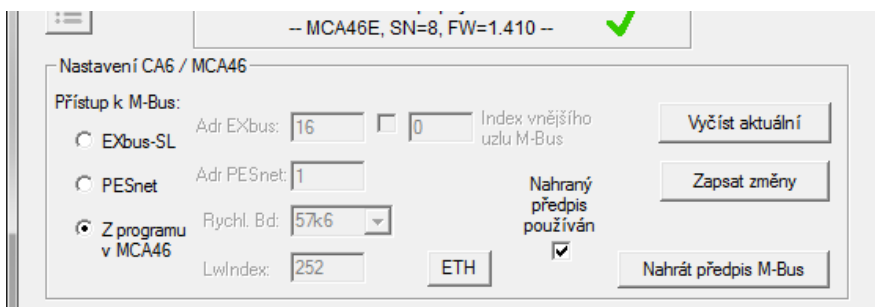 -- MCA46E, SN=8, FW=1.410 --
Nastavení CA6 / MCA46
Přístup k M-Bus:
EXbus-SL
Adr EXbus: 16 0 Index vnějšího uzlu M-Bus
Vyčíst aktuální
PESnet
Adr PESnet: 1
Nahraný
předpis
používán
Zapsat změny
Z programu
v MCA46
Rychl. Bd: 57k6
LwIndex: 252
ETH
Nahrát předpis M-Bus